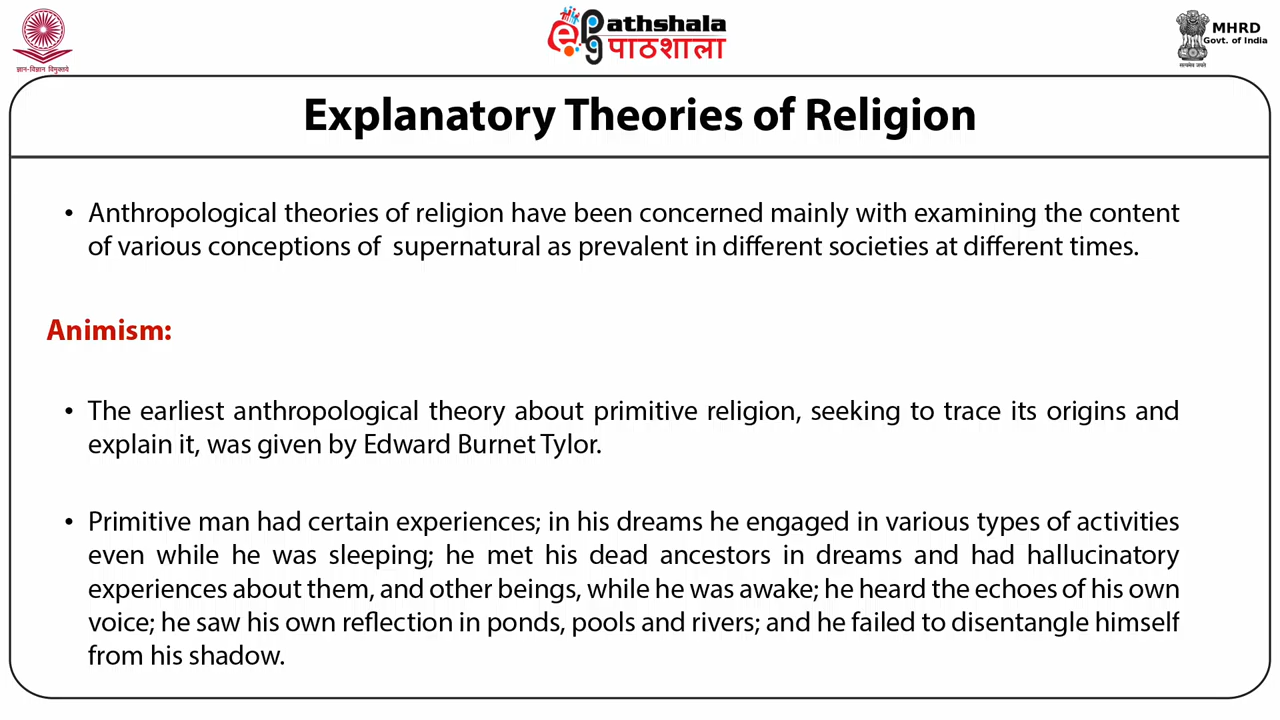 ज्ञान-विज्ञान विमुक्तये
ePG athshala
पाठशाला
MHRD
Govt. of India
सत्यमेव जयते
Explanatory Theories of Religion
• Anthropological theories of religion have been concerned mainly with examining the content
of various conceptions of supernatural as prevalent in different societies at different times.
Animism:
• The earliest anthropological theory about primitive religion, seeking to trace its origins and
explain it, was given by Edward Burnet Tylor.
• Primitive man had certain experiences; in his dreams he engaged in various types of activities
even while he was sleeping; he met his dead ancestors in dreams and had hallucinatory
experiences about them, and other beings, while he was awake; he heard the echoes of his own
voice; he saw his own reflection in ponds, pools and rivers; and he failed to disentangle himself
from his shadow.